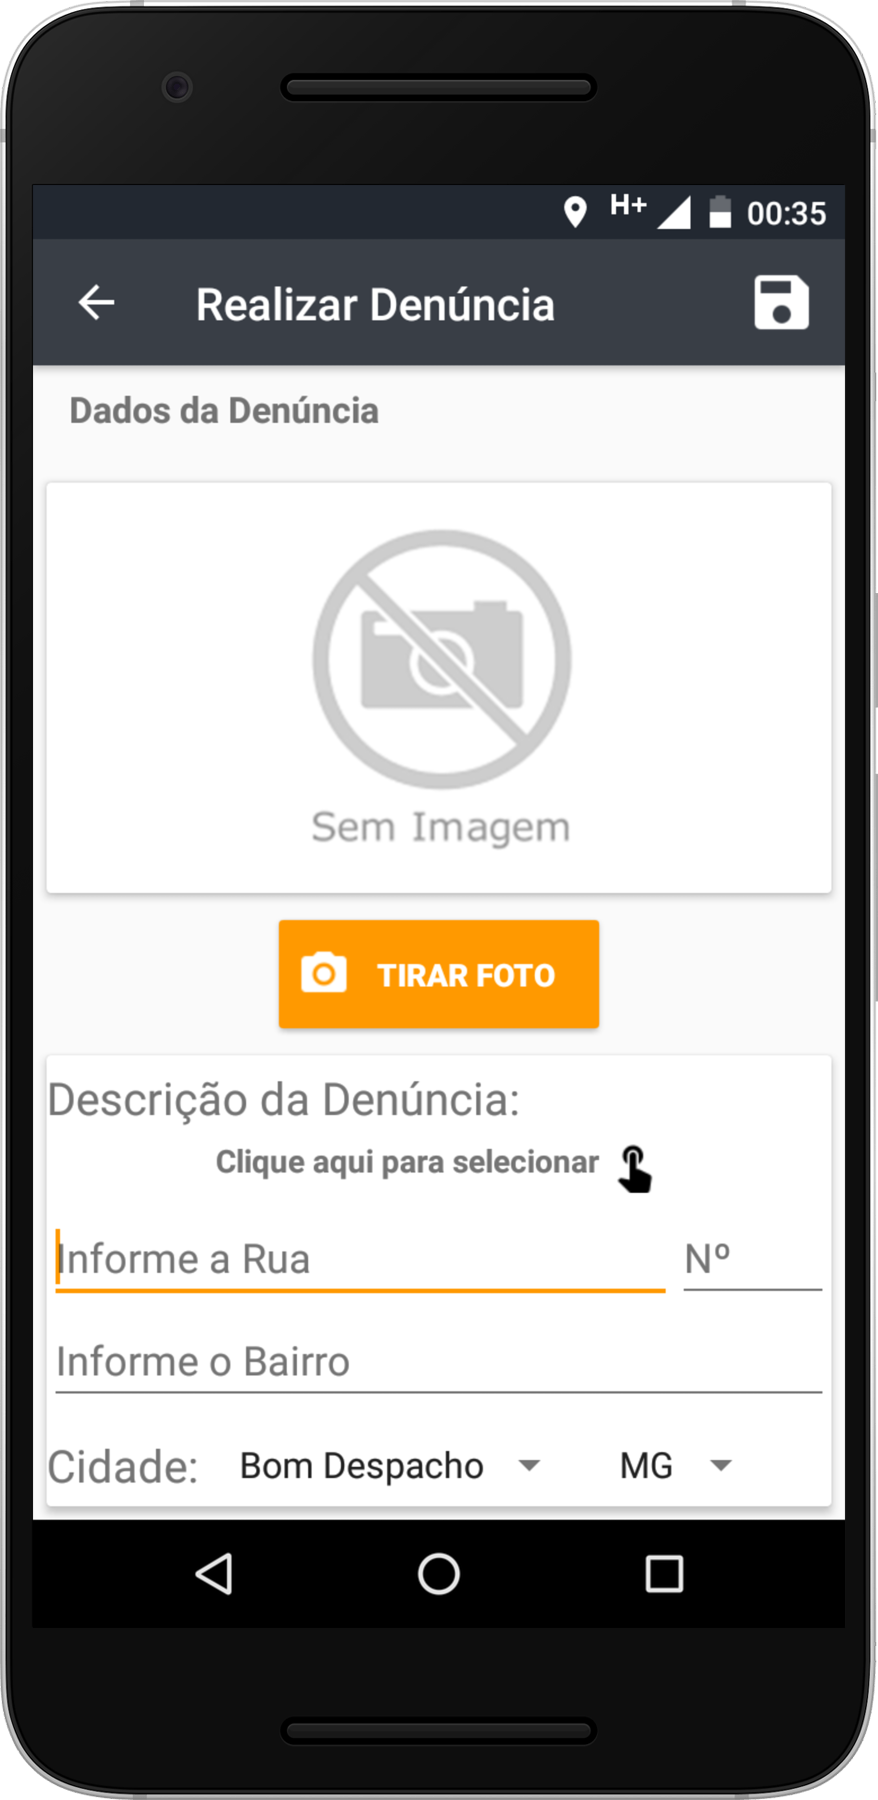 H+ 00:35
Realizar Denúncia
Dados da Denúncia
Sem Imagem
TIRAR FOTO
Descrição da Denúncia:
Clique aqui para selecionar
Informe a Rua Nº
Informe o Bairro
Cidade: Bom Despacho MG